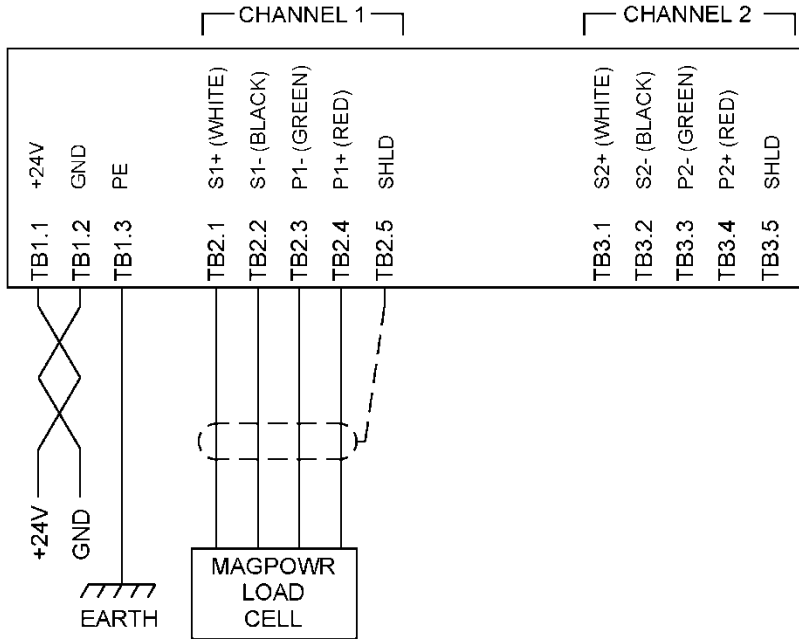 CHANNEL 1
CHANNEL 2
+24V
GND
PE
S1+ (WHITE)
S1- (BLACK)
P1- (GREEN)
P1+ (RED)
SHLD
S2+ (WHITE)
S2- (BLACK)
P2- (GREEN)
P2+ (RED)
SHLD
TB1.1
TB1.2
TB1.3
TB2.1
TB2.2
TB2.3
TB2.4
TB2.5
TB3.1
TB3.2
TB3.3
TB3.4
TB3.5
+24V
GND
EARTH
MAGPOWR
LOAD
CELL